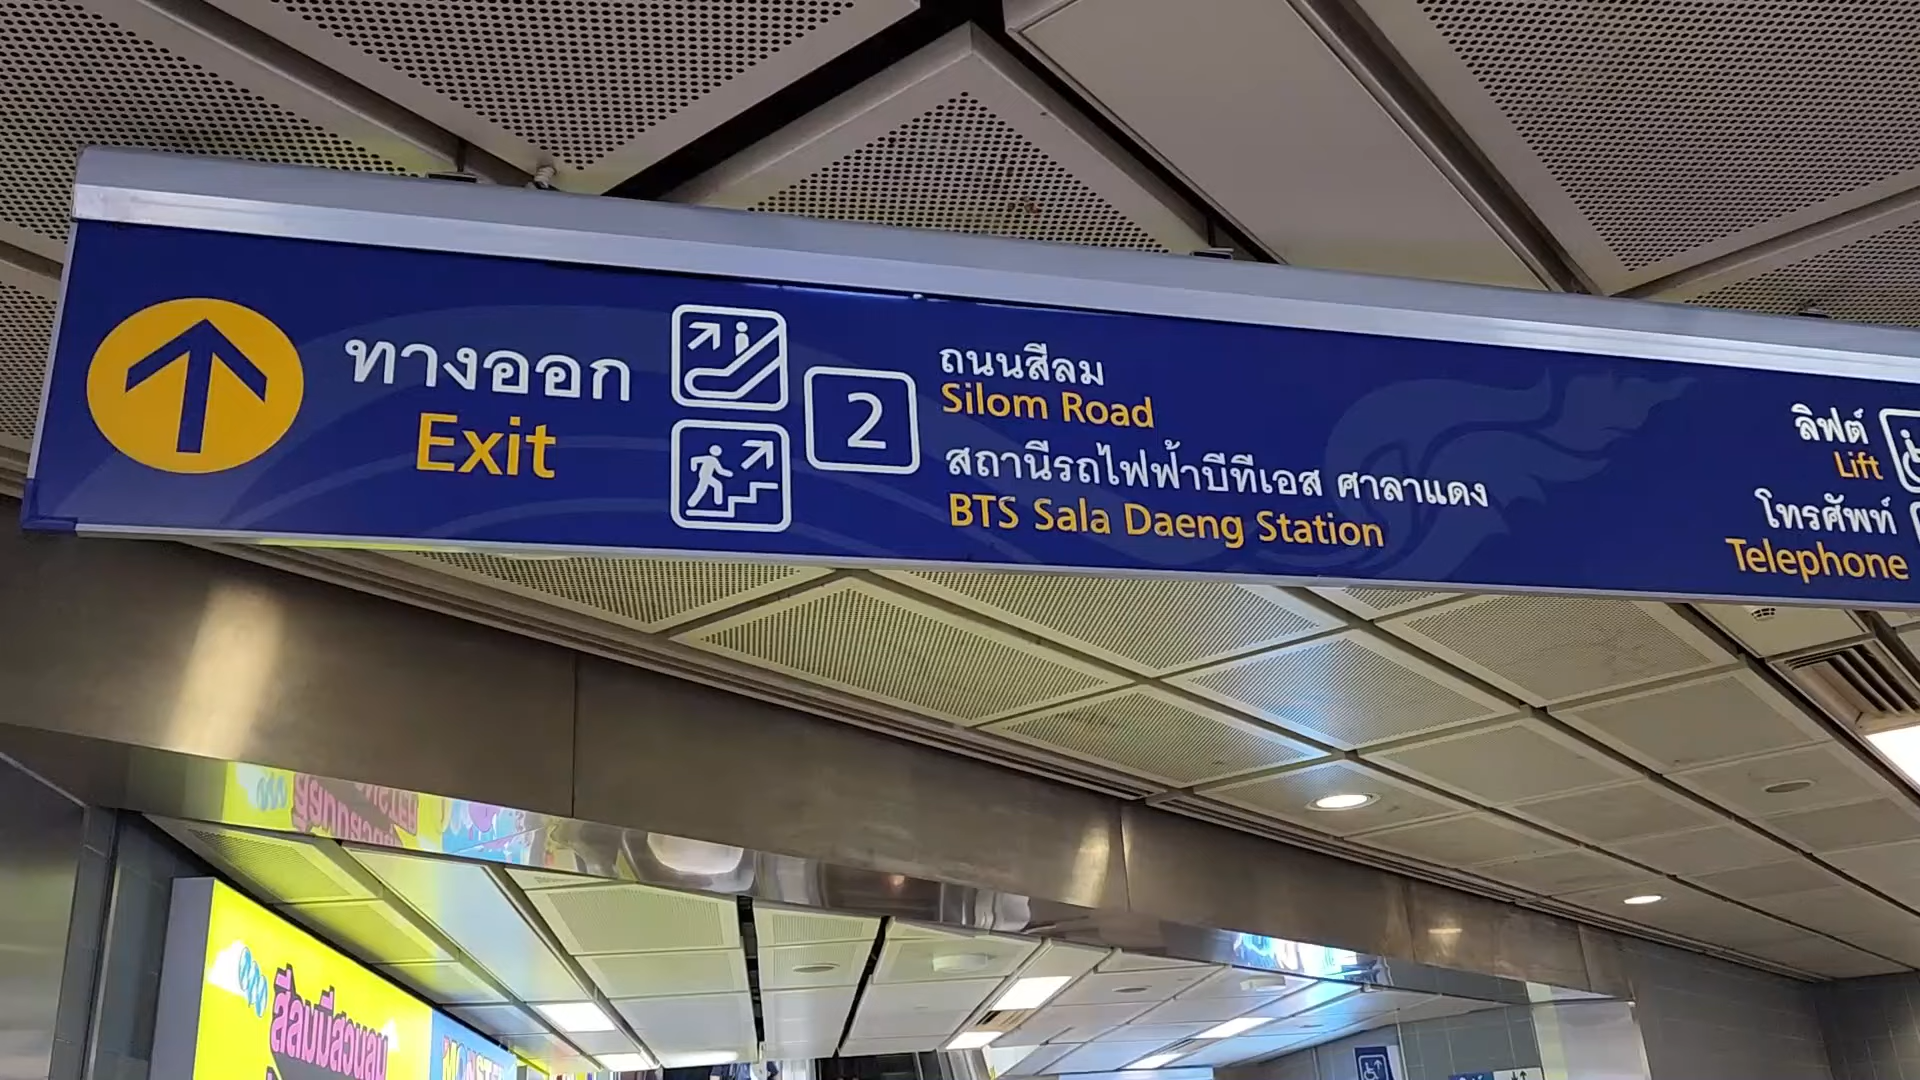 ทางออก
Exit
2
ถนนสีลม
Silom Road
สถานีรถไฟฟ้าบีทีเอส ศาลาแดง
BTS Sala Daeng Station
ลิฟต์
Lift
โทรศัพท์
Telephone
สีลมมีสวนลุม